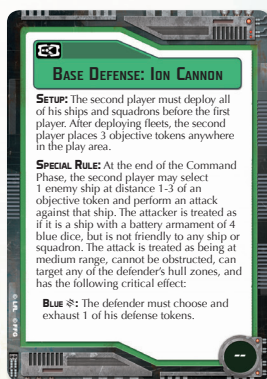 BASE DEFENSE: ION CANNON
SETUP: The second player must deploy all
of his ships and squadrons before the first
player. After deploying fleets, the second
player places 3 objective tokens anywhere
in the play area.
SPECIAL RULE: At the end of the Command
Phase, the second player may select
1 enemy ship at distance 1-3 of an
objective token and perform an attack
against that ship. The attacker is treated as
if it is a ship with a battery armament of 4
blue dice, but is not friendly to any ship or
squadron. The attack is treated as being at
medium range, cannot be obstructed, can
target any of the defender's hull zones, and
has the following critical effect:
BLUE : The defender must choose and
exhaust 1 of his defense tokens.
© LFL © FFG
--